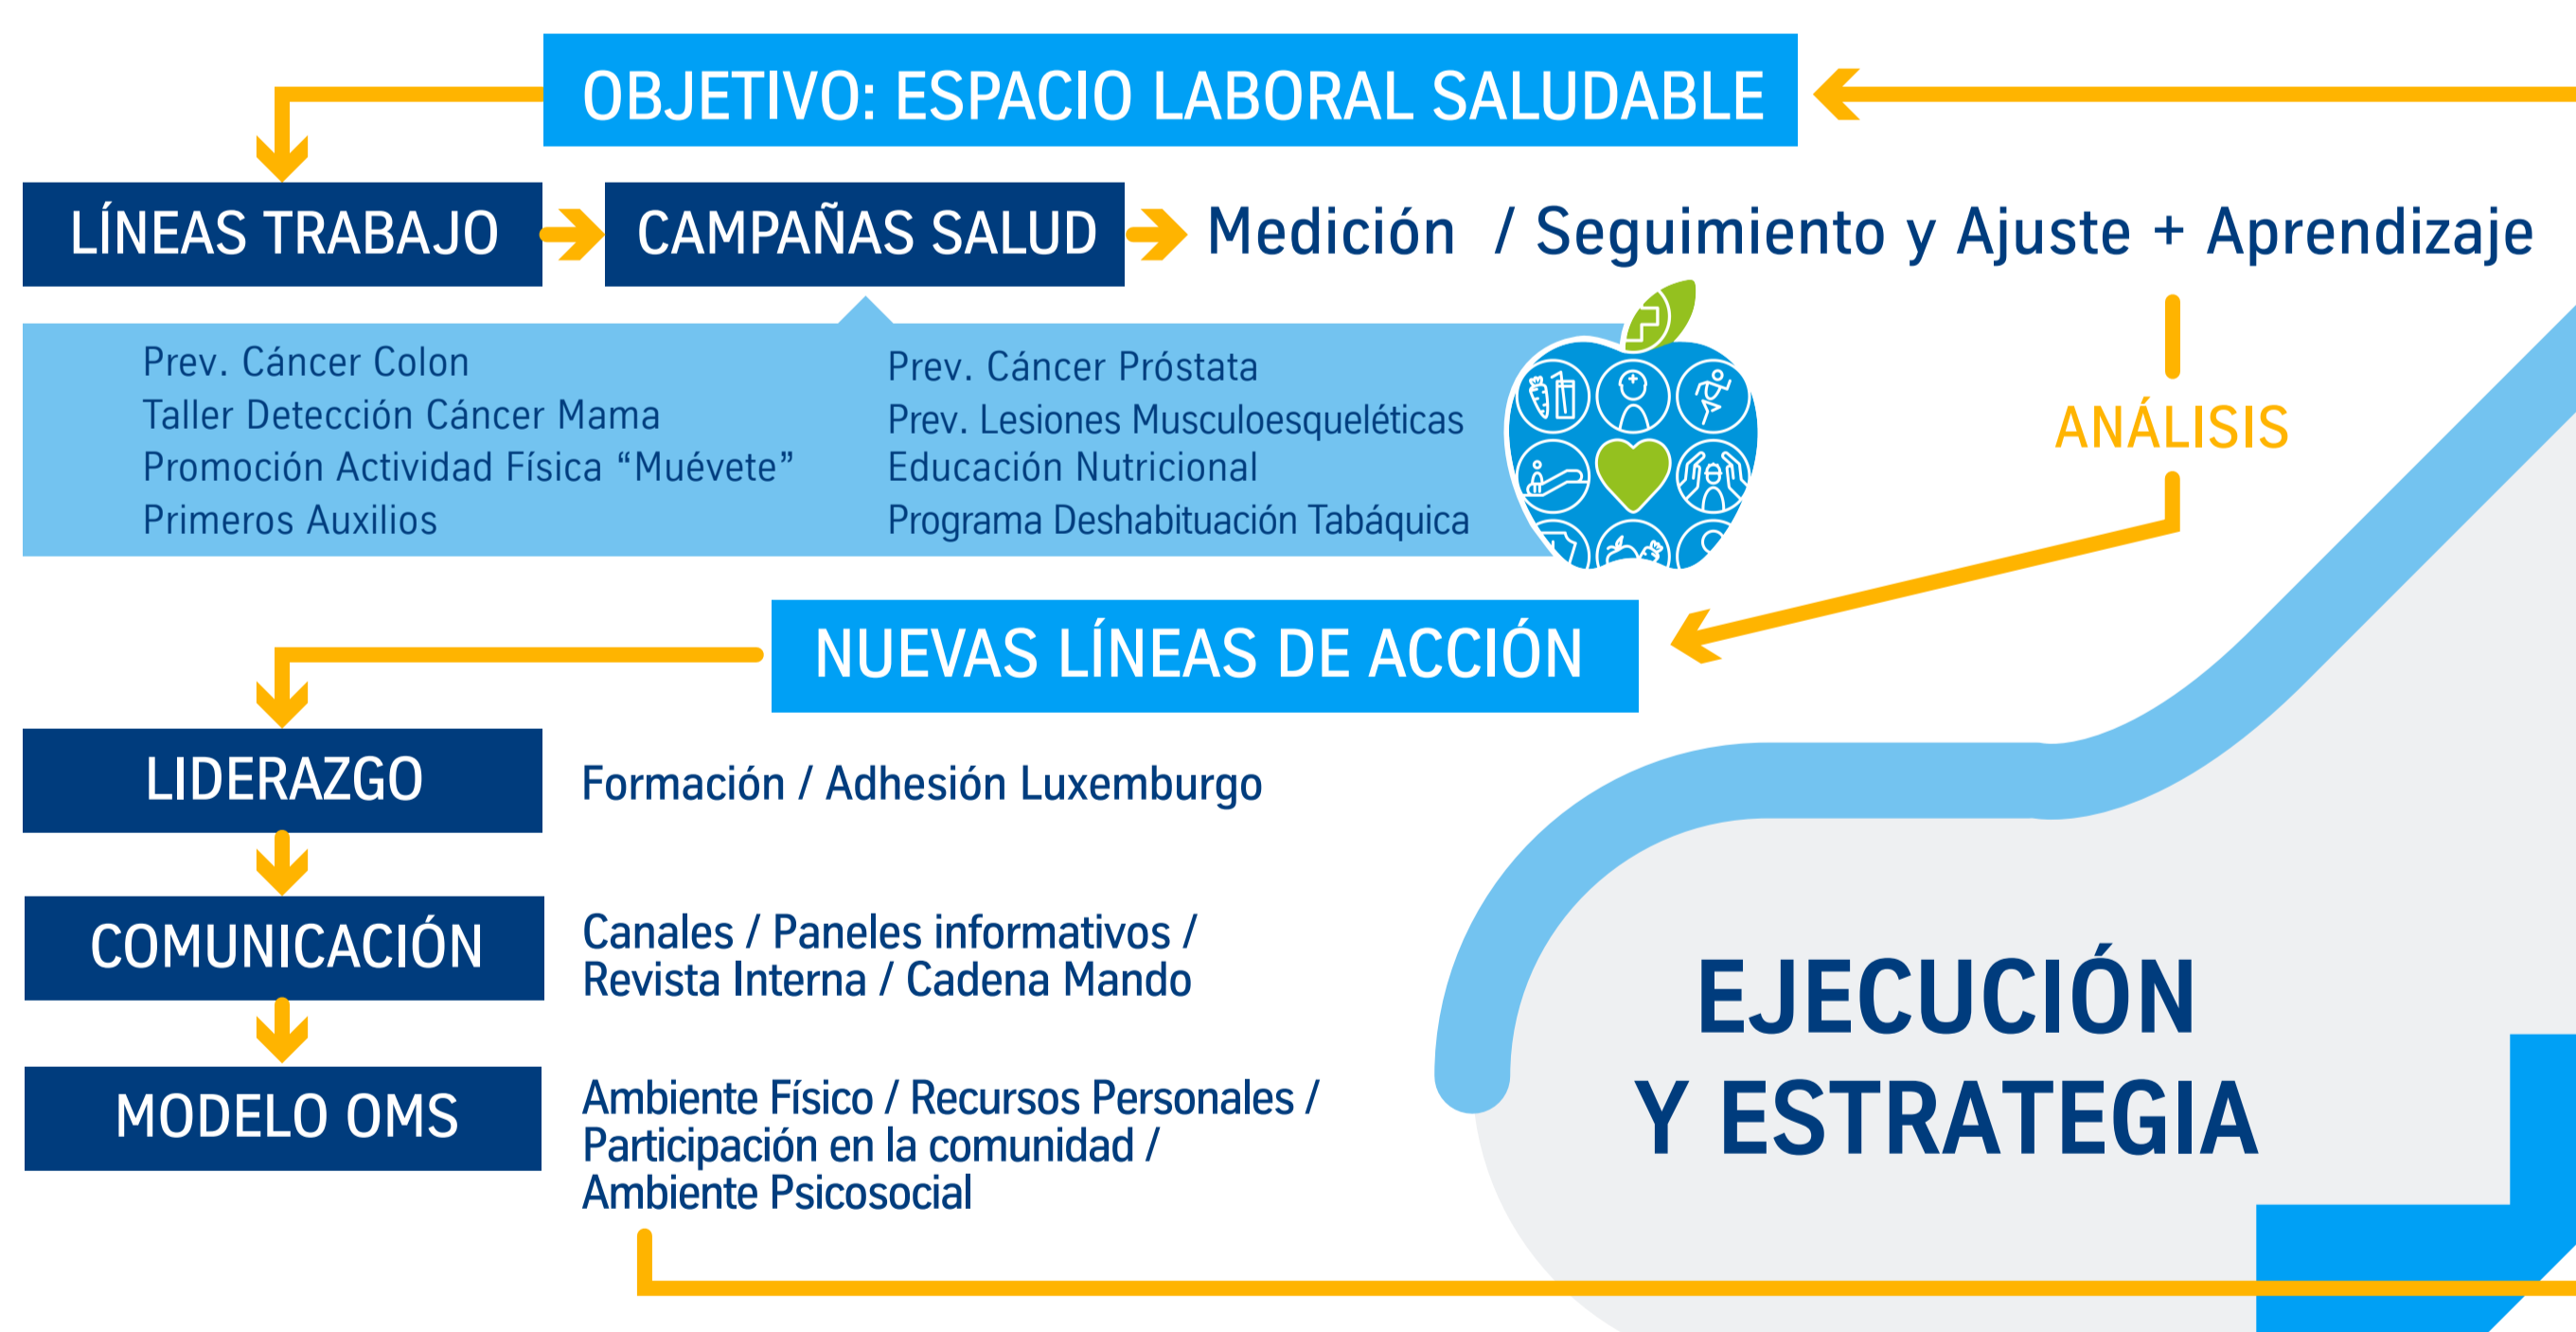 OBJETIVO: ESPACIO LABORAL SALUDABLE
LÍNEAS TRABAJO
CAMPAÑAS SALUD
Medición / Seguimiento y Ajuste + Aprendizaje
Prev. Cáncer Colon
Taller Detección Cáncer Mama
Promoción Actividad Física “Muévete”
Primeros Auxilios
Prev. Cáncer Próstata
Prev. Lesiones Musculoesqueléticas
Educación Nutricional
Programa Deshabituación Tabáquica
ANÁLISIS
NUEVAS LÍNEAS DE ACCIÓN
LIDERAZGO
Formación / Adhesión Luxemburgo
COMUNICACIÓN
Canales / Paneles informativos /
Revista Interna / Cadena Mando
MODELO OMS
Ambiente Físico / Recursos Personales /
Participación en la comunidad /
Ambiente Psicosocial
EJECUCIÓN
Y ESTRATEGIA